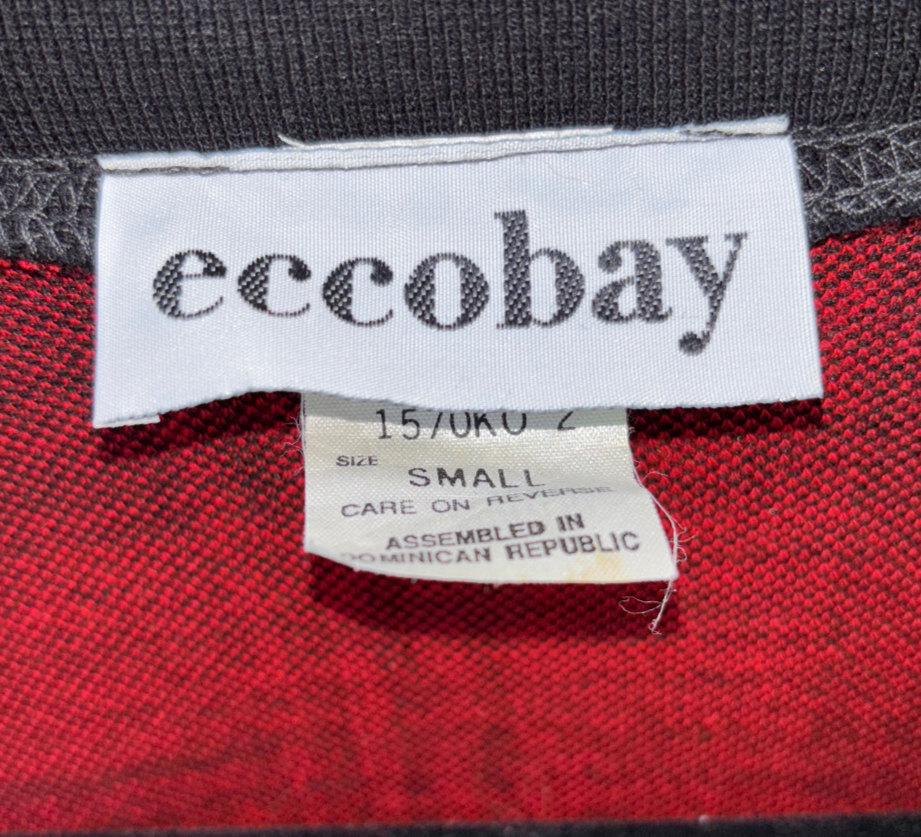 eccobay
SIZE SMALL
CARE ON REVERSE
ASSEMBLED IN
DOMINICAN REPUBLIC